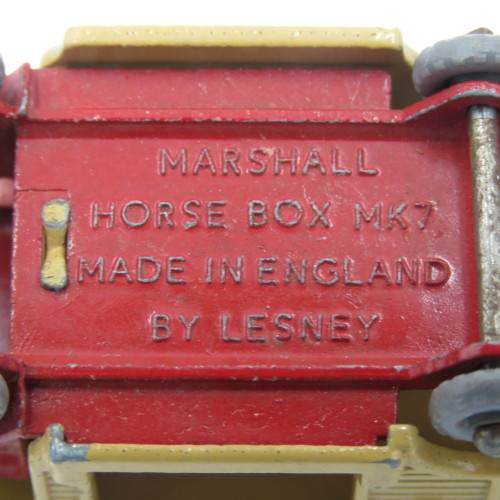 MARSHALL
HORSE BOX MK7.
MADE IN ENGLAND
BY LESNEY